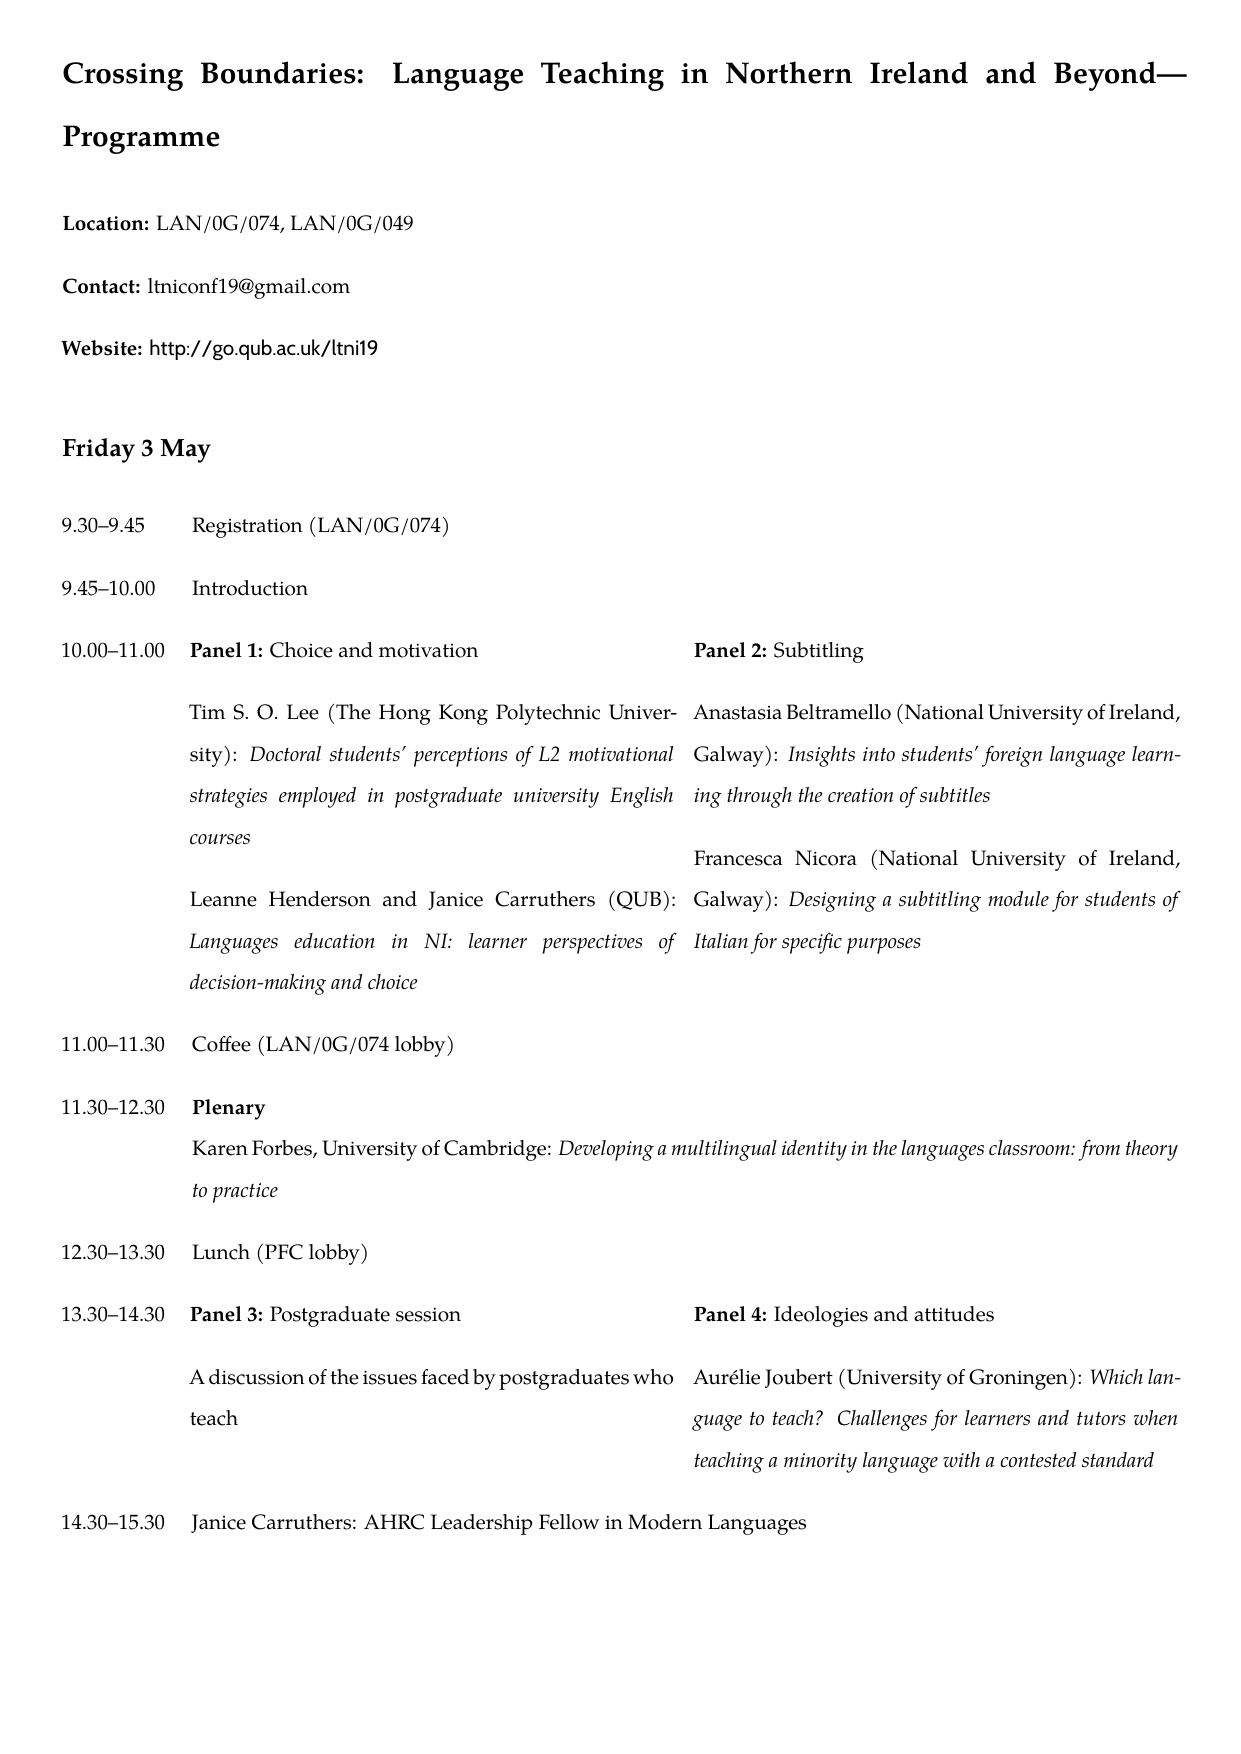 Crossing Boundaries: Language Teaching in Northern Ireland and Beyond—
Programme
Location: LAN/0G/074, LAN/0G/049
Contact: ltniconf19@gmail.com
Website: http://go.qub.ac.uk/ltni19
Friday 3 May
9.30–9.45 Registration (LAN/0G/074)
9.45–10.00 Introduction
10.00–11.00 Panel 1: Choice and motivation
Tim S. O. Lee (The Hong Kong Polytechnic Univer-
sity): Doctoral students’ perceptions of L2 motivational
strategies employed in postgraduate university English
courses
Leanne Henderson and Janice Carruthers (QUB):
Languages education in NI: learner perspectives of
decision-making and choice
Panel 2: Subtitling
Anastasia Beltramello (National University of Ireland,
Galway): Insights into students’ foreign language learn-
ing through the creation of subtitles
Francesca Nicora (National University of Ireland,
Galway): Designing a subtitling module for students of
Italian for specific purposes
11.00–11.30 Coffee (LAN/0G/074 lobby)
11.30–12.30 Plenary
Karen Forbes, University of Cambridge: Developing a multilingual identity in the languages classroom: from theory
to practice
12.30–13.30 Lunch (PFC lobby)
13.30–14.30 Panel 3: Postgraduate session
A discussion of the issues faced by postgraduates who
teach
Panel 4: Ideologies and attitudes
Aurélie Joubert (University of Groningen): Which lan-
guage to teach? Challenges for learners and tutors when
teaching a minority language with a contested standard
14.30–15.30 Janice Carruthers: AHRC Leadership Fellow in Modern Languages